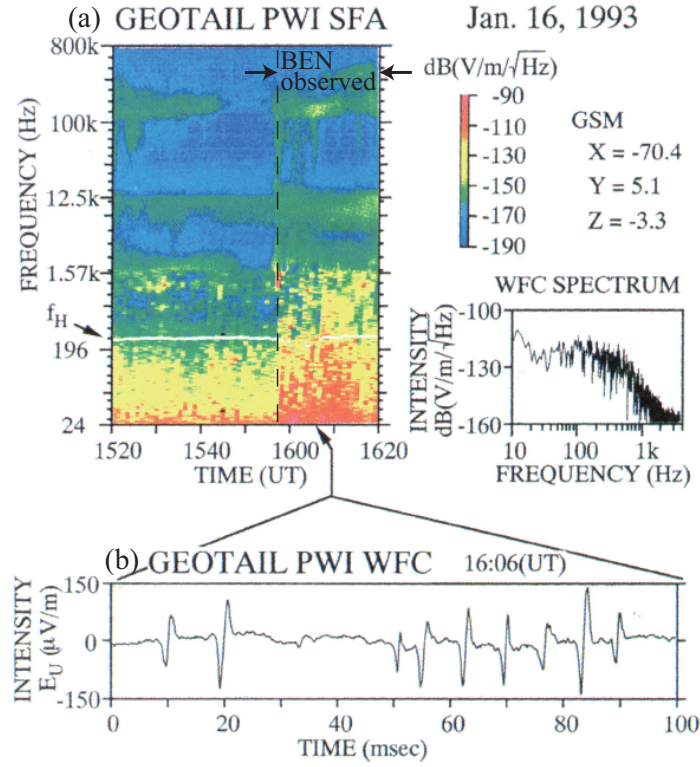 (a) GEOTAIL PWI SFA
Jan. 16, 1993
800k
100k
12.5k
1.57k
196
24
FREQUENCY (Hz)
f_H
BEN
observed
1520
1540
1600
1620
TIME (UT)
dB(V/m/√Hz)
-90
-110
-130
-150
-170
-190
GSM
X = -70.4
Y = 5.1
Z = -3.3
WFC SPECTRUM
INTENSITY
dB(V/m/√Hz)
-100
-130
-160
10
100
1k
FREQUENCY (Hz)
(b) GEOTAIL PWI WFC
16:06(UT)
INTENSITY
E_U (μV/m)
150
0
-150
0
20
40
60
80
100
TIME (msec)